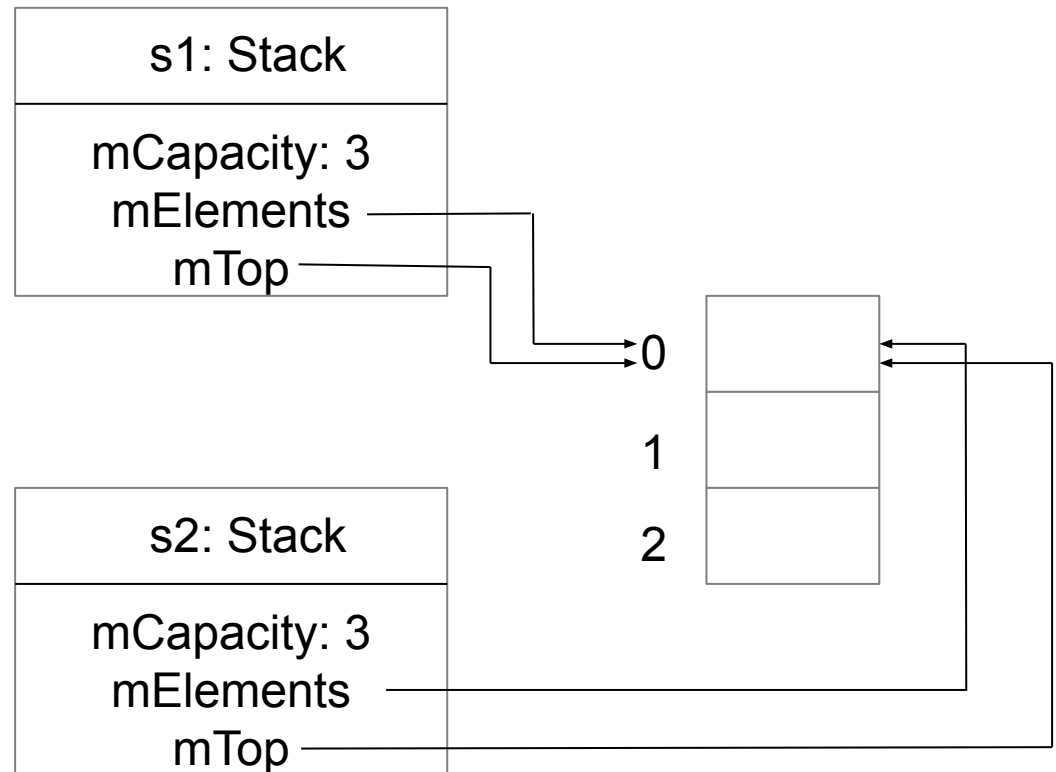 s1: Stack
mCapacity: 3
mElements
mTop
0
1
2
s2: Stack
mCapacity: 3
mElements
mTop